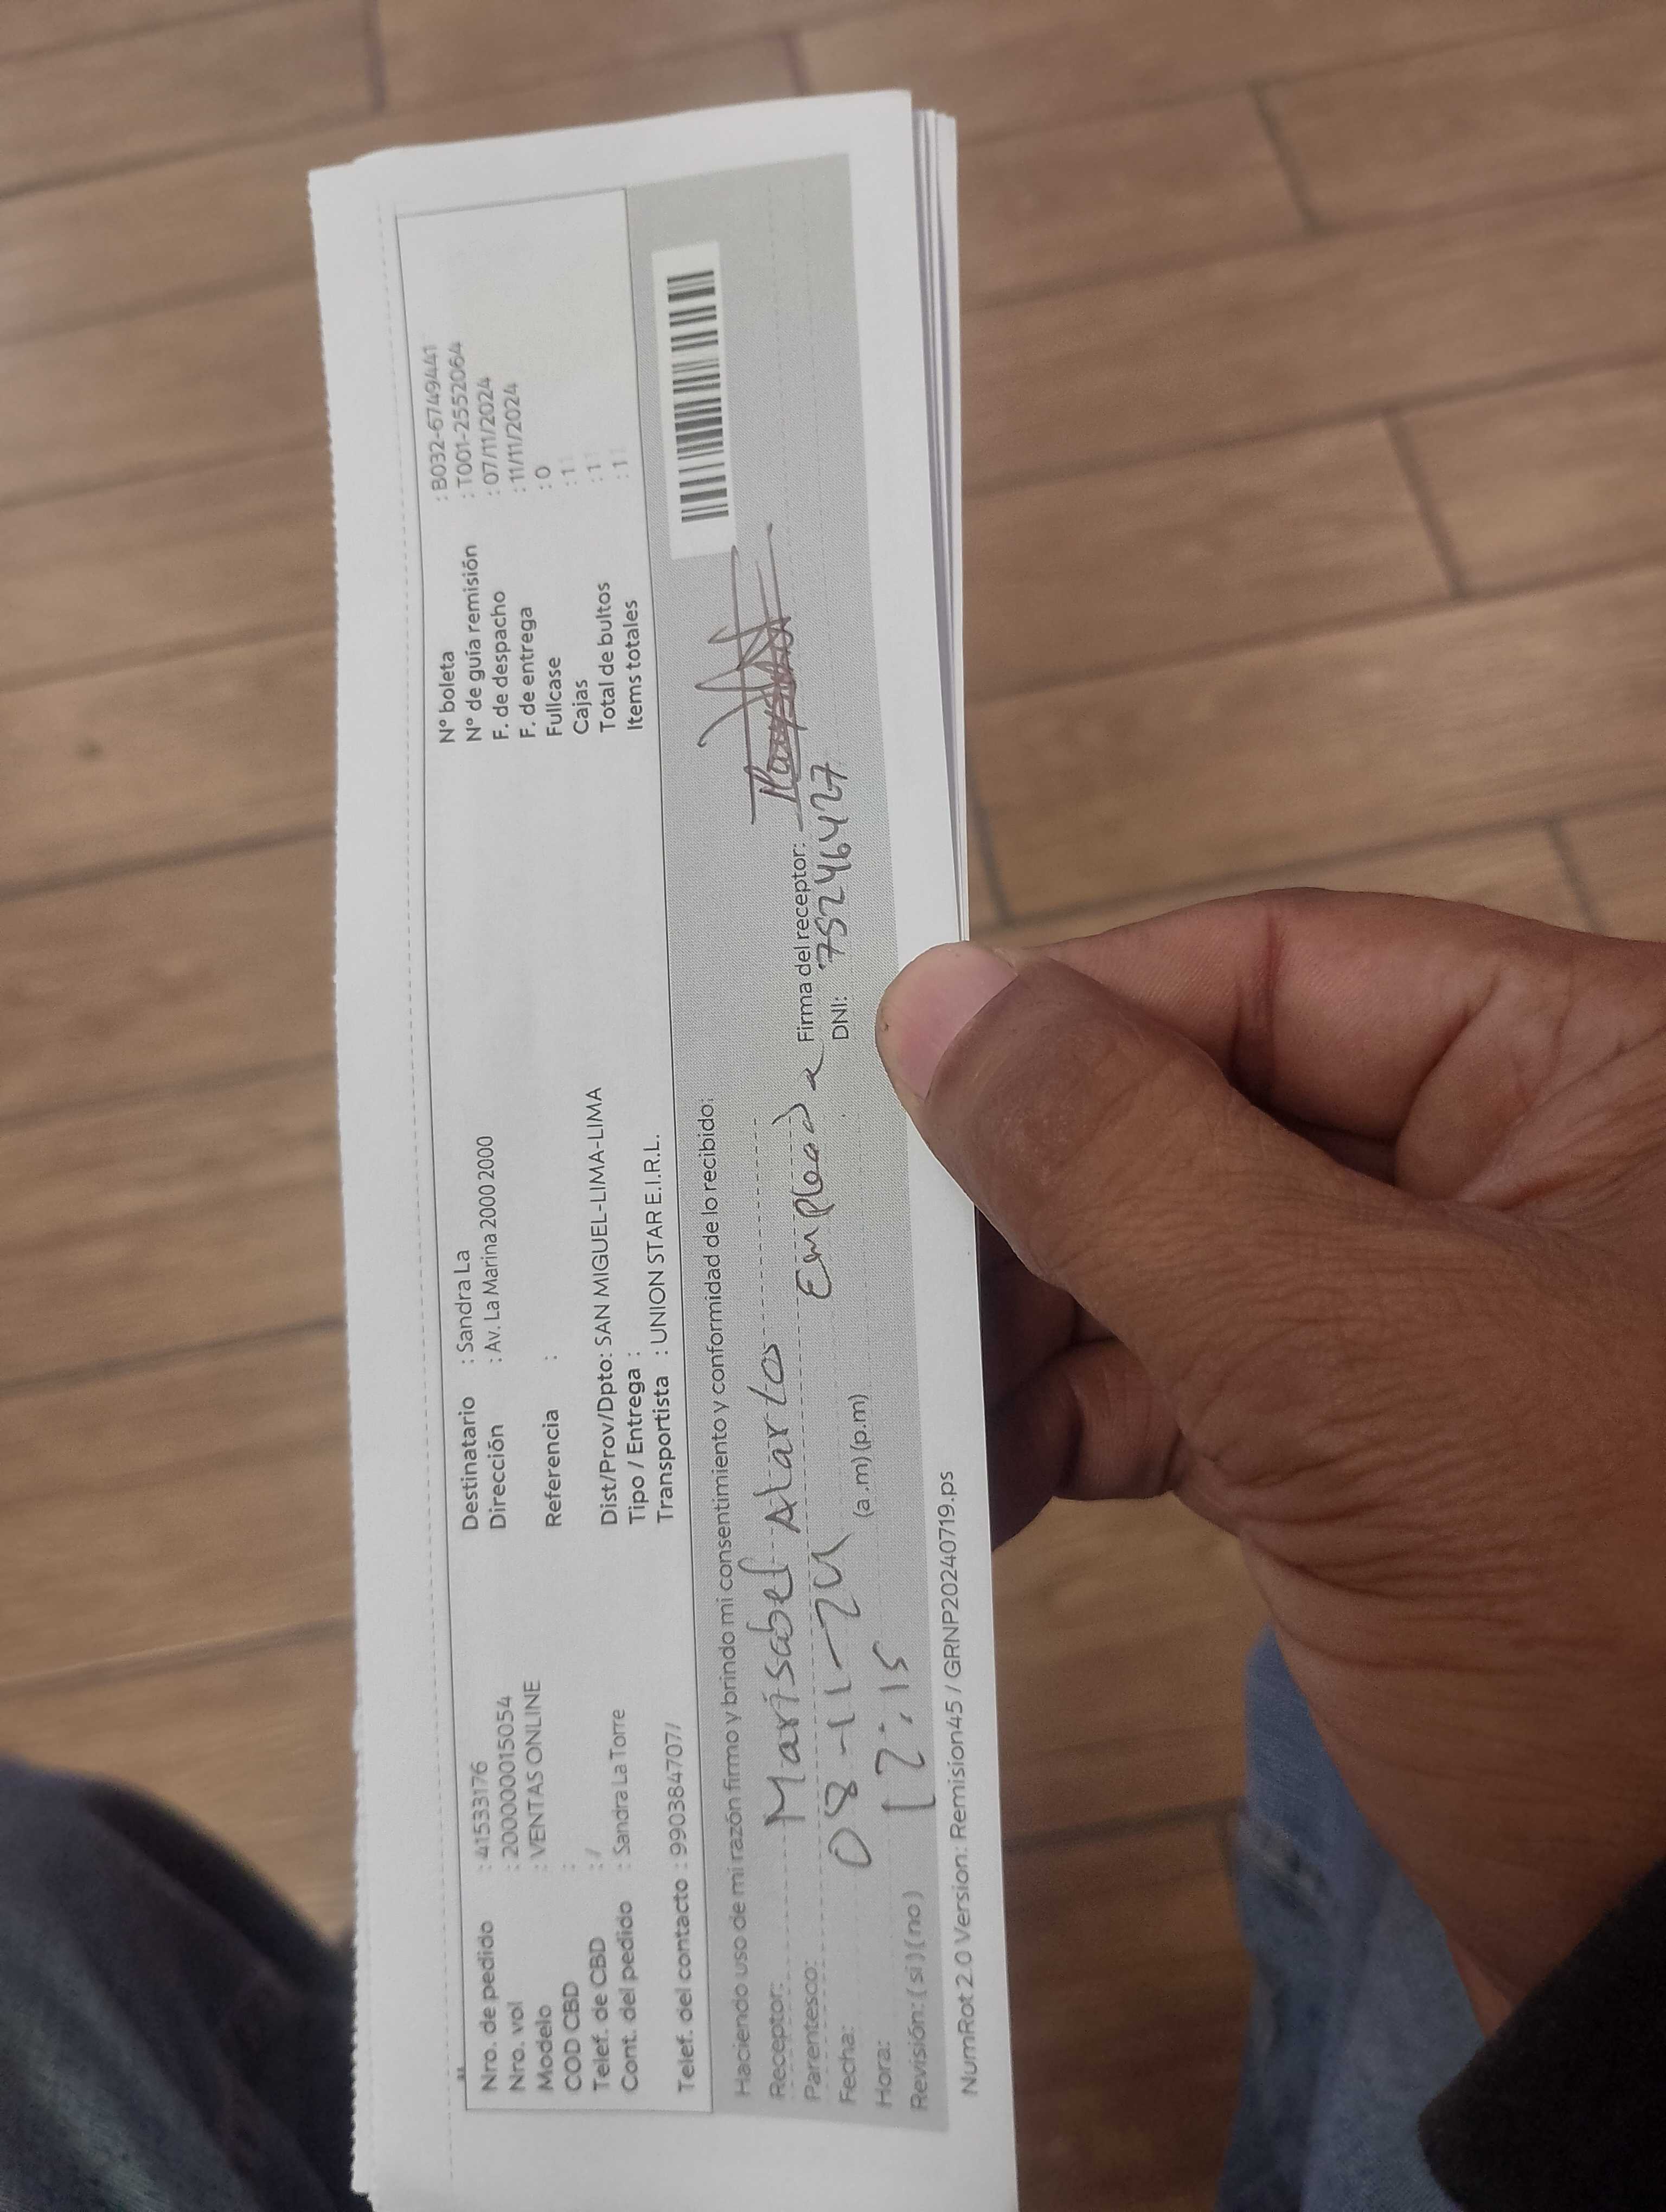 Nro. de pedido : 41533176
Nro. vol : 200000015054
Modelo : VENTAS ONLINE
COD CBD :
Telef. de CBD : /
Cont. del pedido : Sandra La Torre
Telef. del contacto : 990384707/
Destinatario : Sandra La
Dirección : Av. La Marina 2000 2000
Referencia :
Dist/Prov/Dpto: SAN MIGUEL-LIMA-LIMA
Tipo / Entrega :
Transportista : UNION STAR E.I.R.L.
N° boleta : B032-6749441
N° de guía remisión : T001-2552064
F. de despacho : 07/11/2024
F. de entrega : 11/11/2024
Fullcase : 0
Cajas : 1
Total de bultos : 1
Items totales : 1
Haciendo uso de mi razón firmo y brindo mi consentimiento y conformidad de lo recibido:
Receptor: Marisabel
Parentesco: Empleada
Firma del receptor:
Fecha: 08-11-24
DNI: 75246427
Hora: 12:15 (a.m) (p.m)
Revisión: (si) (no)
NumRot 2.0 Version: Remision45 / GRNP20240719.ps